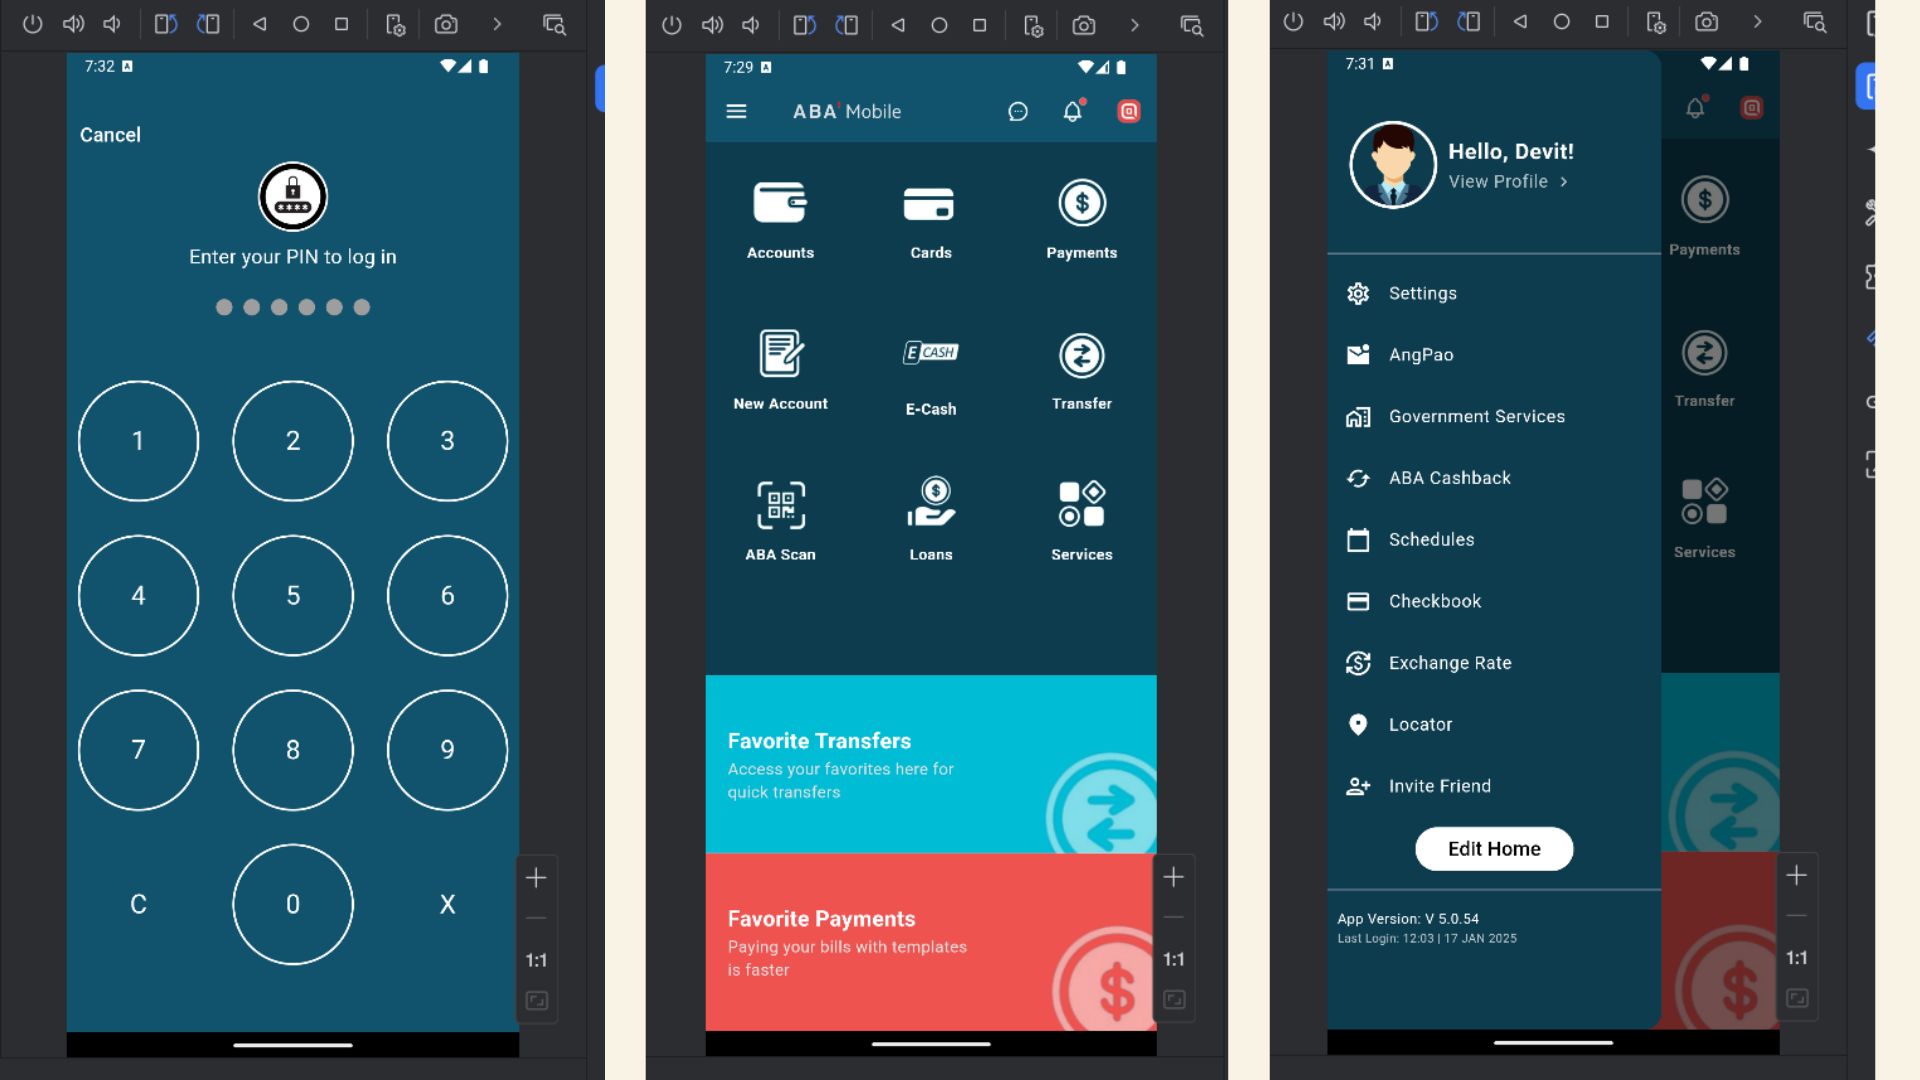 7:32 A
Cancel
****
Enter your PIN to log in
1 2 3
4 5 6
7 8 9
C 0 X
1:1
7:29 A
ABA' Mobile
$
Accounts Cards Payments
E CASH
New Account E-Cash Transfer
$
ABA Scan Loans Services
Favorite Transfers
Access your favorites here for
quick transfers
Favorite Payments
Paying your bills with templates
is faster
$
1:1
7:31 A
Hello, Devit!
View Profile >
Settings
AngPao
Government Services
ABA Cashback
Schedules
Checkbook
Exchange Rate
Locator
Invite Friend
Edit Home
App Version: V 5.0.54
Last Login: 12:03 | 17 JAN 2025
$
Payments
Transfer
Services
$
1:1